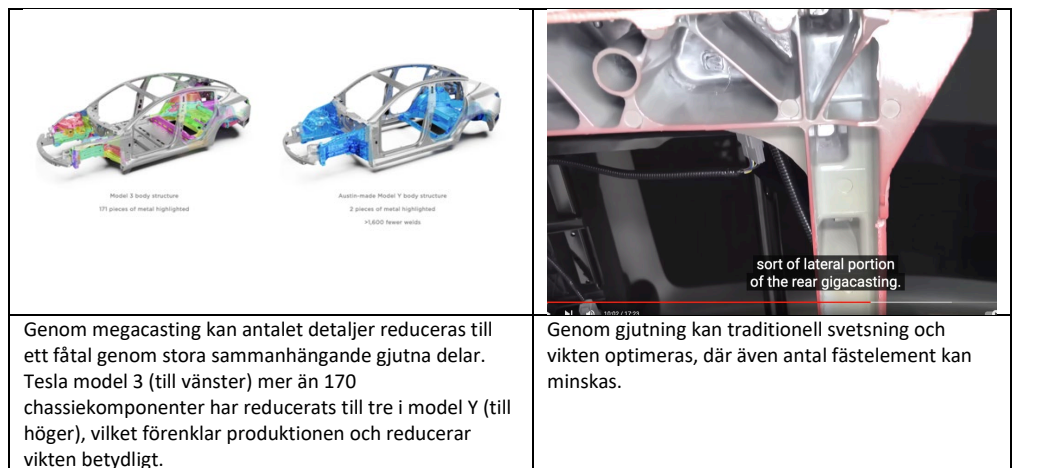 Model 3 body structure
171 pieces of metal highlighted
Austin-made Model Y body structure
2 pieces of metal highlighted
>1,600 fewer welds
sort of lateral portion
of the rear gigacasting.
10:02 / 17:23
Genom megacasting kan antalet detaljer reduceras till
ett fåtal genom stora sammanhängande gjutna delar.
Tesla model 3 (till vänster) mer än 170
chassiekomponenter har reducerats till tre i model Y (till
höger), vilket förenklar produktionen och reducerar
vikten betydligt.
Genom gjutning kan traditionell svetsning och
vikten optimeras, där även antal fästelement kan
minskas.